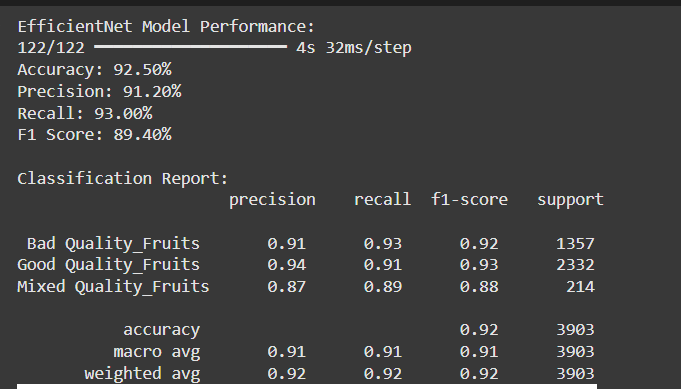 EfficientNet Model Performance:
122/122 ━━━━━━━━━━━━━━━━━━━━ 4s 32ms/step
Accuracy: 92.50%
Precision: 91.20%
Recall: 93.00%
F1 Score: 89.40%
Classification Report:
precision recall f1-score support
Bad Quality_Fruits 0.91 0.93 0.92 1357
Good Quality_Fruits 0.94 0.91 0.93 2332
Mixed Quality_Fruits 0.87 0.89 0.88 214
accuracy 0.92 3903
macro avg 0.91 0.91 0.91 3903
weighted avg 0.92 0.92 0.92 3903